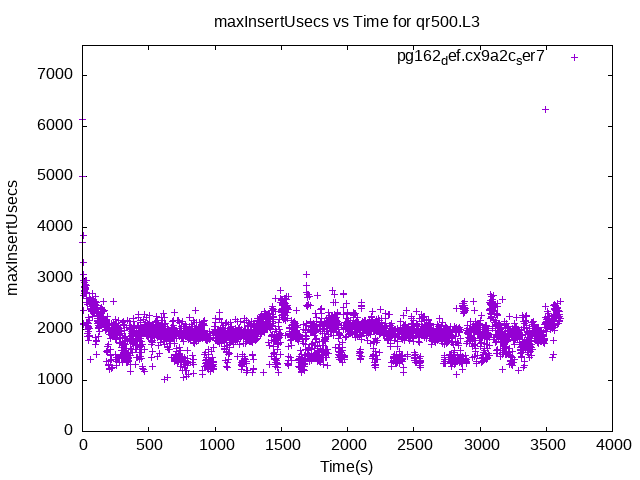 maxInsertUsecs vs Time for qr500.L3
pg162def.cx9a2cser7
7000
6000
5000
4000
3000
2000
1000
0
maxInsertUsecs
0 500 1000 1500 2000 2500 3000 3500 4000
Time(s)